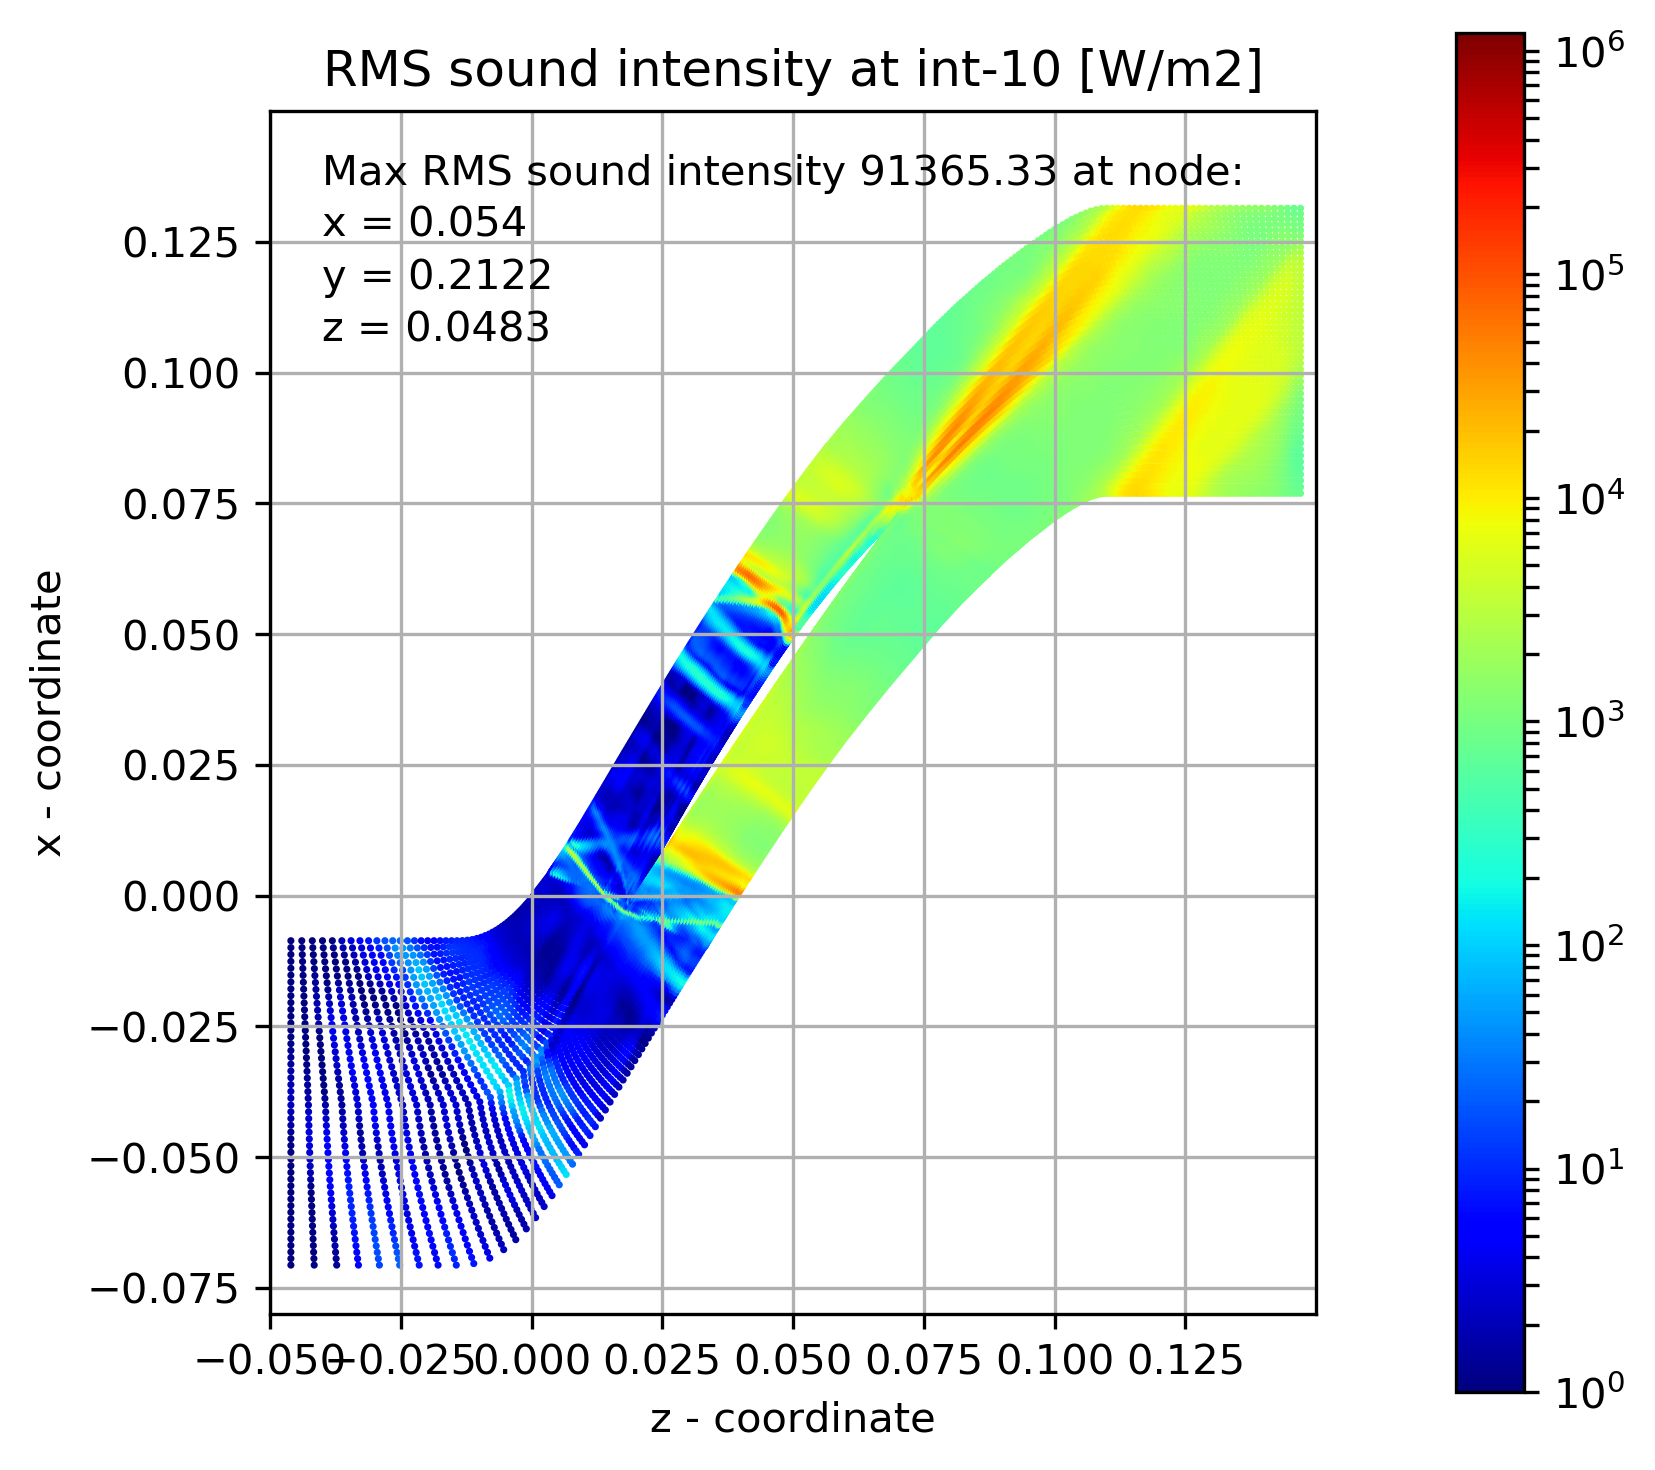 RMS sound intensity at int-10 [W/m2]
Max RMS sound intensity 91365.33 at node:
x = 0.054
y = 0.2122
z = 0.0483
x - coordinate
0.125
0.100
0.075
0.050
0.025
0.000
−0.025
−0.050
−0.075
−0.050 −0.025 0.000 0.025 0.050 0.075 0.100 0.125
z - coordinate
10⁶
10⁵
10⁴
10³
10²
10¹
10⁰